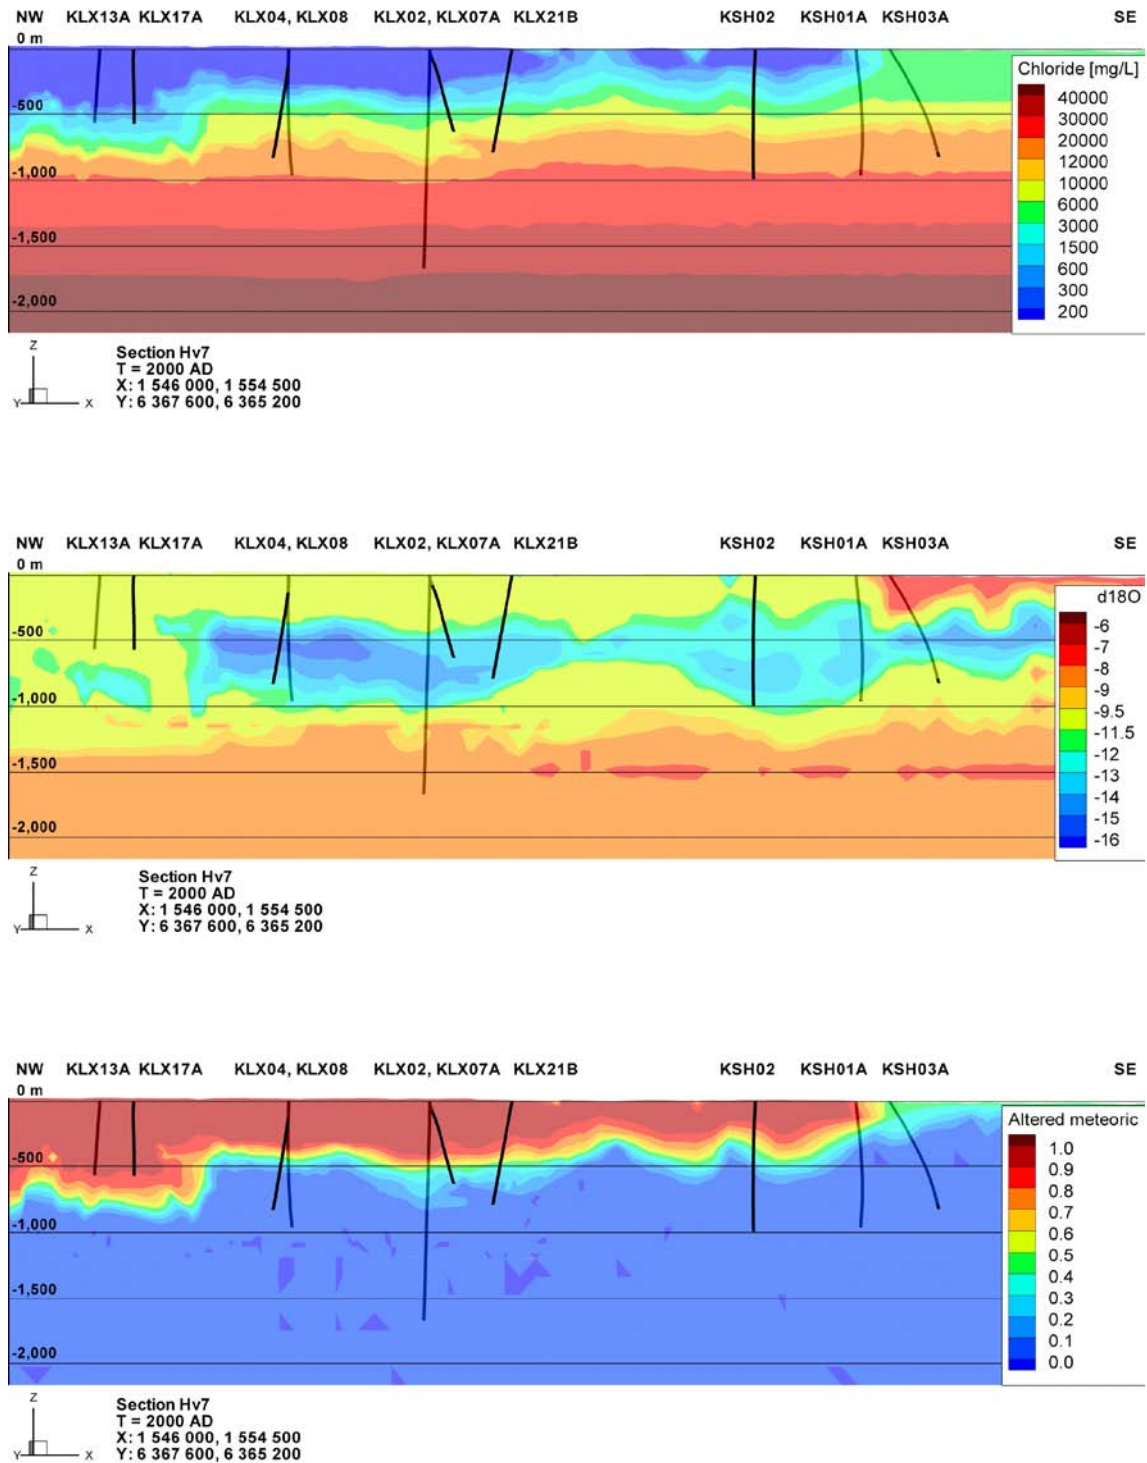 NW KLX13A KLX17A KLX04, KLX08 KLX02, KLX07A KLX21B KSH02 KSH01A KSH03A SE
0 m
-500
-1,000
-1,500
-2,000
Chloride [mg/L]
40000
30000
20000
12000
10000
6000
3000
1500
600
300
200
Z
Y X
Section Hv7
T = 2000 AD
X: 1 546 000, 1 554 500
Y: 6 367 600, 6 365 200
NW KLX13A KLX17A KLX04, KLX08 KLX02, KLX07A KLX21B KSH02 KSH01A KSH03A SE
0 m
-500
-1,000
-1,500
-2,000
d18O
-6
-7
-8
-9
-9.5
-11.5
-12
-13
-14
-15
-16
Z
Y X
Section Hv7
T = 2000 AD
X: 1 546 000, 1 554 500
Y: 6 367 600, 6 365 200
NW KLX13A KLX17A KLX04, KLX08 KLX02, KLX07A KLX21B KSH02 KSH01A KSH03A SE
0 m
-500
-1,000
-1,500
-2,000
Altered meteoric
1.0
0.9
0.8
0.7
0.6
0.5
0.4
0.3
0.2
0.1
0.0
Z
Y X
Section Hv7
T = 2000 AD
X: 1 546 000, 1 554 500
Y: 6 367 600, 6 365 200